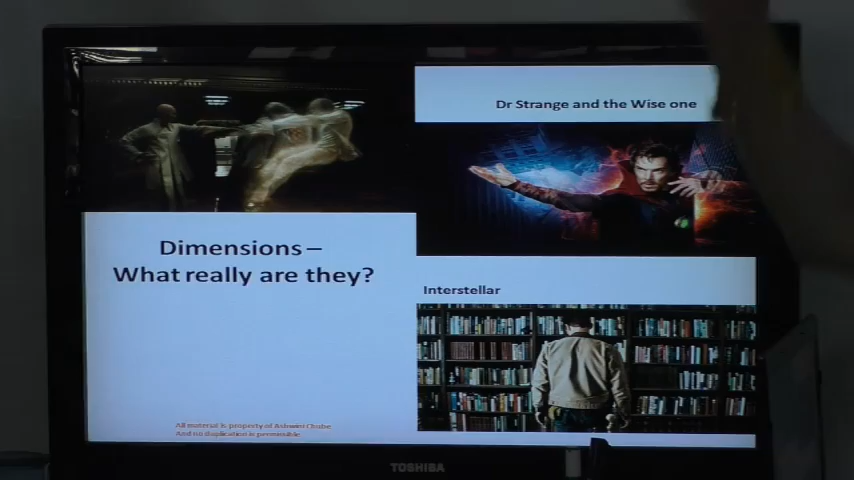 Dr Strange and the Wise one
Dimensions –
What really are they?
Interstellar
All material is property of Ashwini Chube
And no duplication is permissible
TOSHIBA